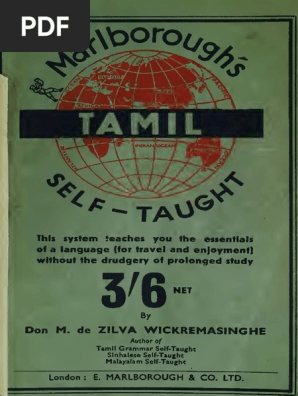 PDF
Marlborough's
TAMIL
SELF-TAUGHT
This system teaches you the essentials
of a language [for travel and enjoyment]
without the drudgery of prolonged study
3/6 NET
By
Don M. de ZILVA WICKREMASINGHE
Author of
Tamil Grammar Self-Taught
Sinhalese Self-Taught
Malayalam Self-Taught
London: E. MARLBOROUGH & CO. LTD.